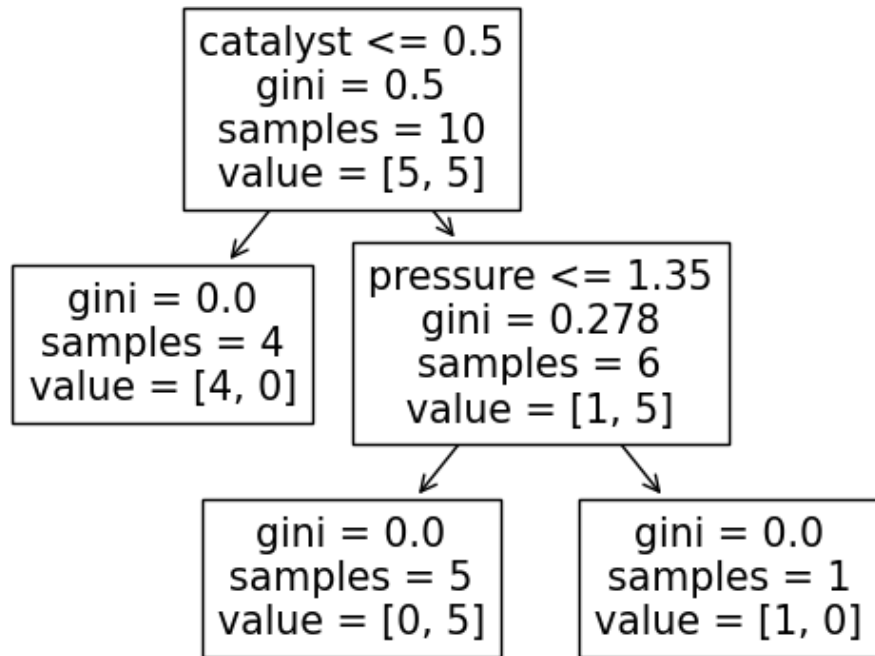 catalyst <= 0.5
gini = 0.5
samples = 10
value = [5, 5]
gini = 0.0
samples = 4
value = [4, 0]
pressure <= 1.35
gini = 0.278
samples = 6
value = [1, 5]
gini = 0.0
samples = 5
value = [0, 5]
gini = 0.0
samples = 1
value = [1, 0]